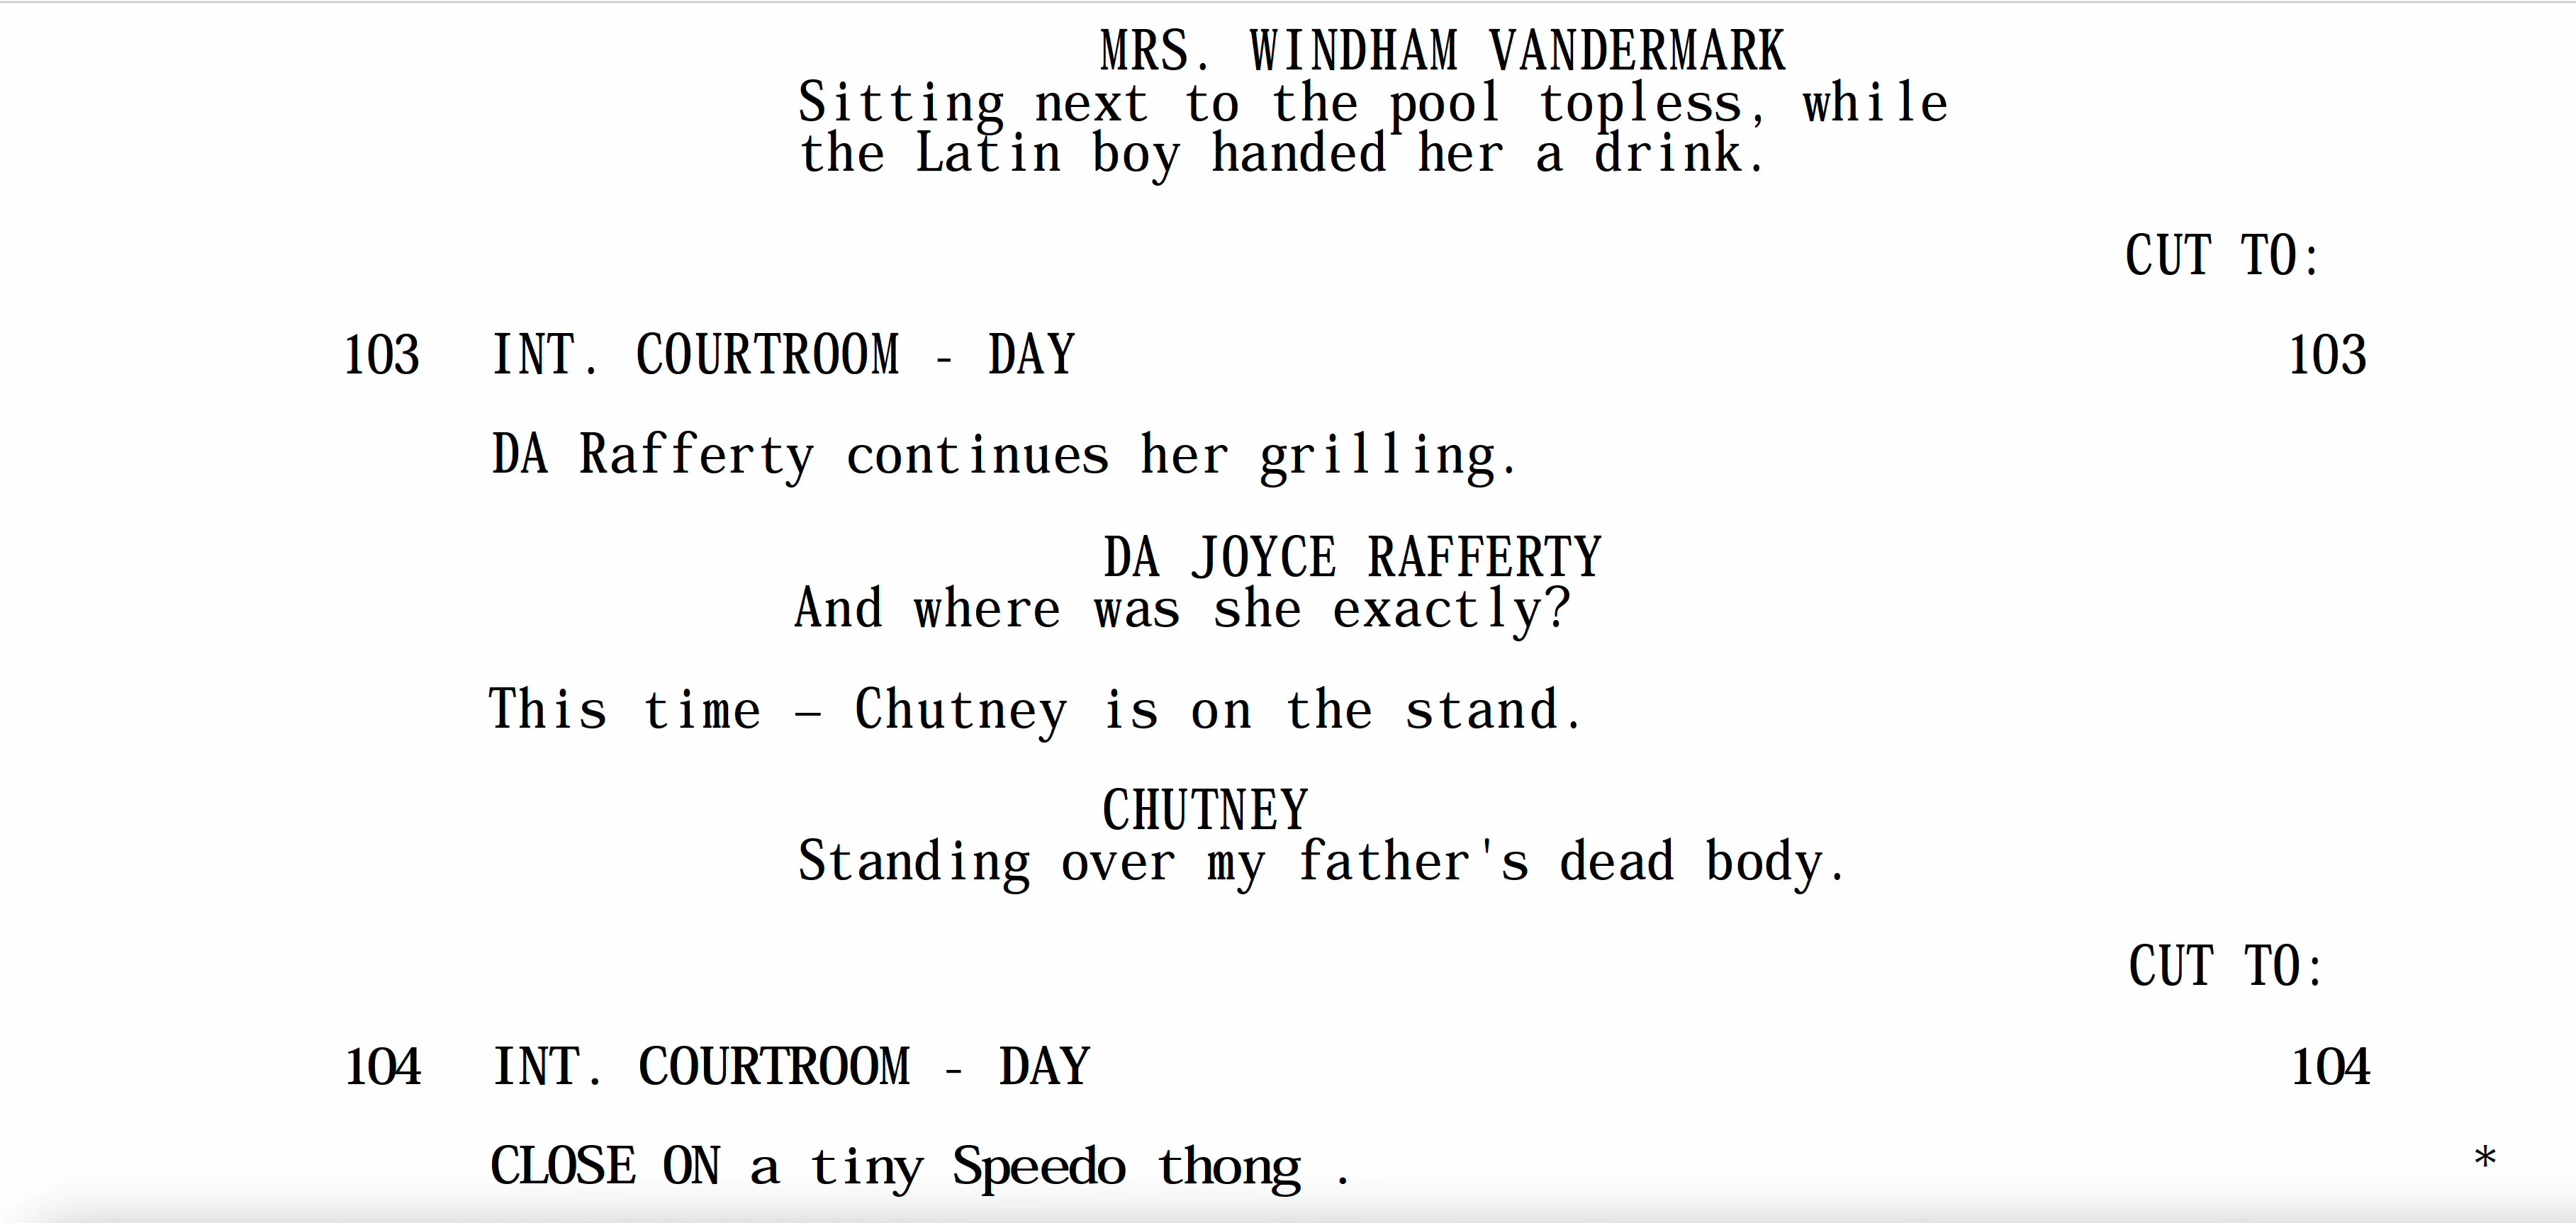 MRS. WINDHAM VANDERMARK
Sitting next to the pool topless, while
the Latin boy handed her a drink.
CUT TO:
103 INT. COURTROOM - DAY 103
DA Rafferty continues her grilling.
DA JOYCE RAFFERTY
And where was she exactly?
This time – Chutney is on the stand.
CHUTNEY
Standing over my father's dead body.
CUT TO:
104 INT. COURTROOM - DAY 104
CLOSE ON a tiny Speedo thong . *